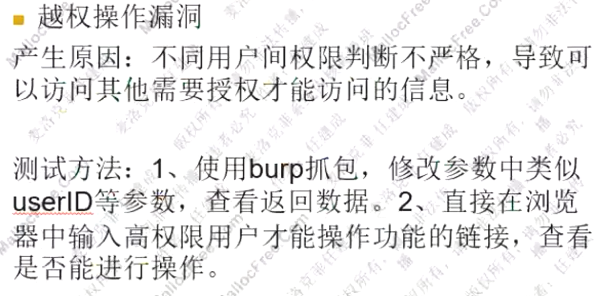 越权操作漏洞
产生原因：不同用户间权限判断不严格，导致可
以访问其他需要授权才能访问的信息。
测试方法：1、使用burp抓包，修改参数中类似
userID等参数，查看返回数据。2、直接在浏览
器中输入高权限用户才能操作功能的链接，查看
是否能进行操作。